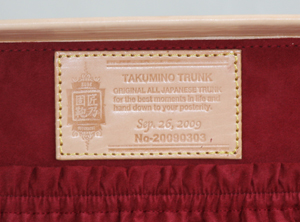 TAKUMINO TRUNK
ORIGINAL ALL JAPANESE TRUNK
for the best moments in life and
hand down to your posterity.
Sep. 26, 2009
No-20090303,